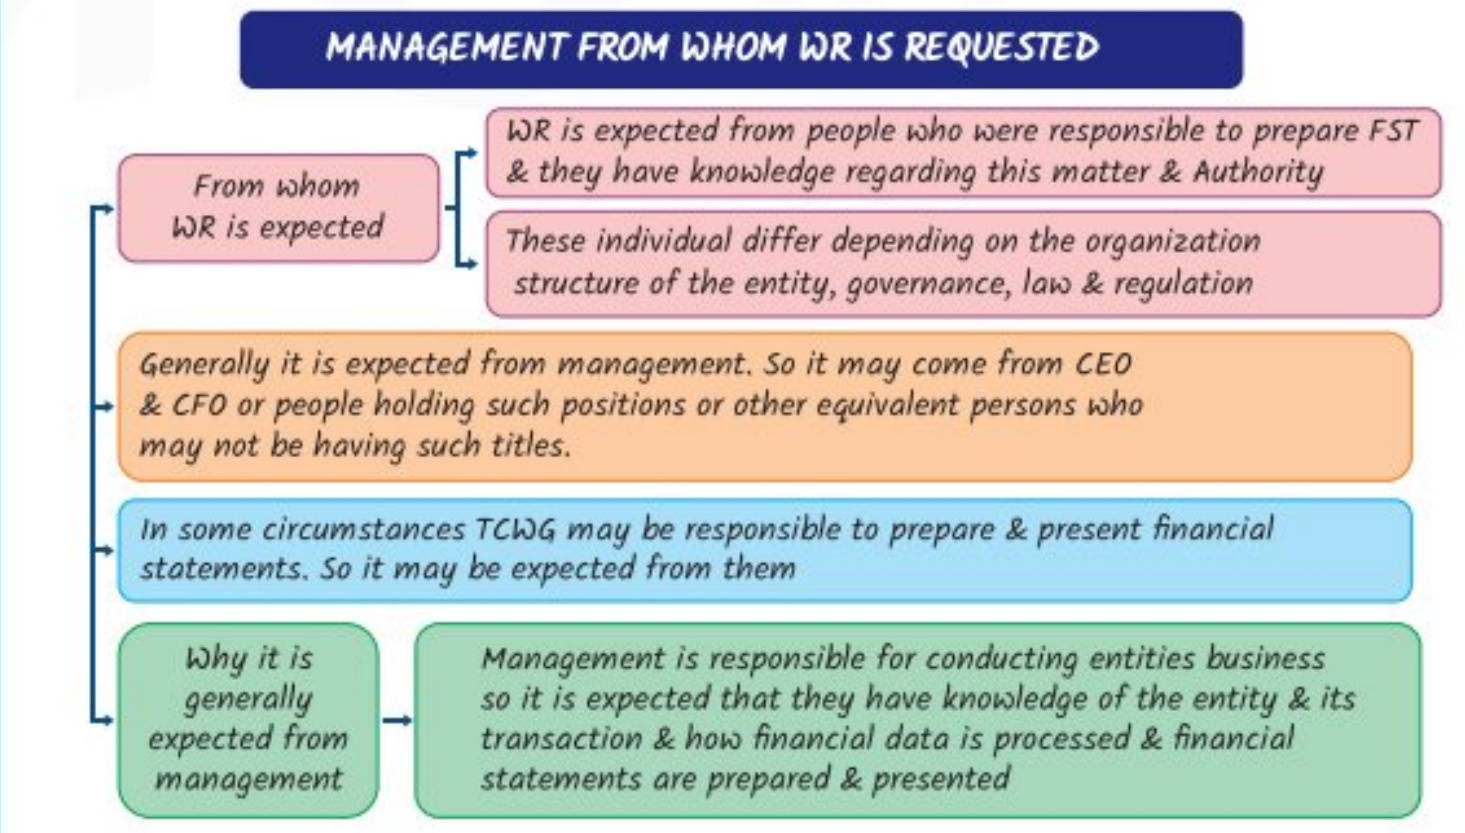 MANAGEMENT FROM WHOM WR IS REQUESTED
From whom
WR is expected
WR is expected from people who were responsible to prepare FST
& they have knowledge regarding this matter & Authority
These individual differ depending on the organization
structure of the entity, governance, law & regulation
Generally it is expected from management. So it may come from CEO
& CFO or people holding such positions or other equivalent persons who
may not be having such titles.
In some circumstances TCWG may be responsible to prepare & present financial
statements. So it may be expected from them
Why it is
generally
expected from
management
Management is responsible for conducting entities business
so it is expected that they have knowledge of the entity & its
transaction & how financial data is processed & financial
statements are prepared & presented